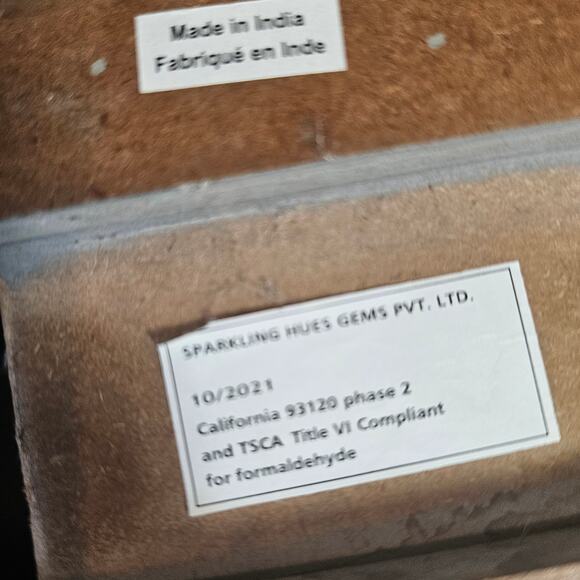 Made in India
Fabriqué en Inde
SPARKLING HUES GEMS PVT. LTD.
10/2021
California 93120 phase 2
and TSCA Title VI Compliant
for formaldehyde